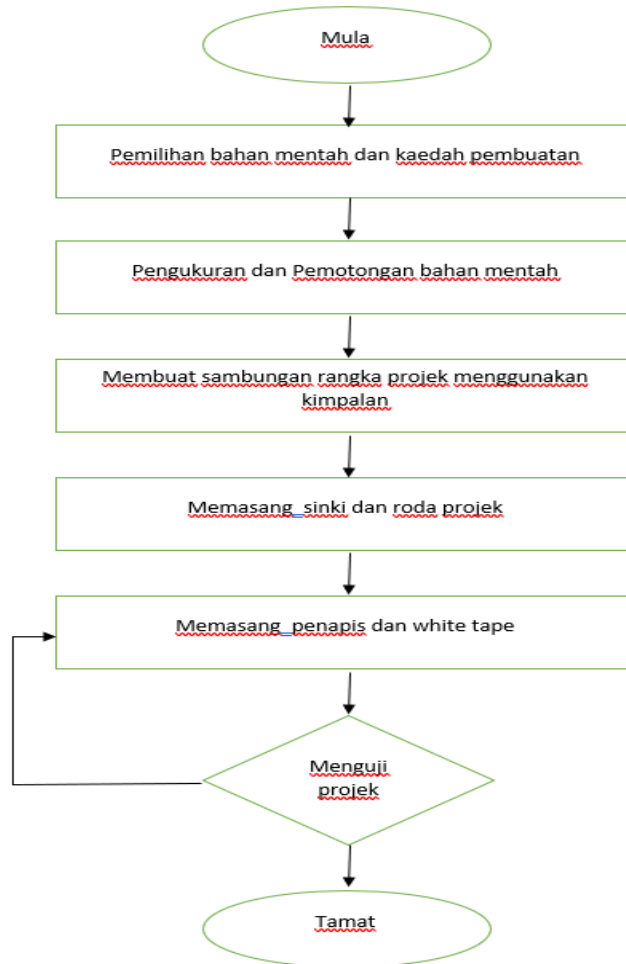 Mula
Pemilihan bahan mentah dan kaedah pembuatan
Pengukuran dan Pemotongan bahan mentah
Membuat sambungan rangka projek menggunakan
kimpalan
Memasang sinki dan roda projek
Memasang penapis dan white tape
Menguji
projek
Tamat